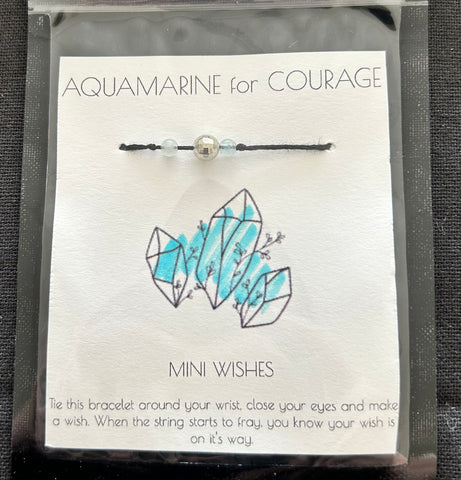 AQUAMARINE for COURAGE
MINI WISHES
Tie this bracelet around your wrist, close your eyes and make
a wish. When the string starts to fray, you know your wish is
on it's way.